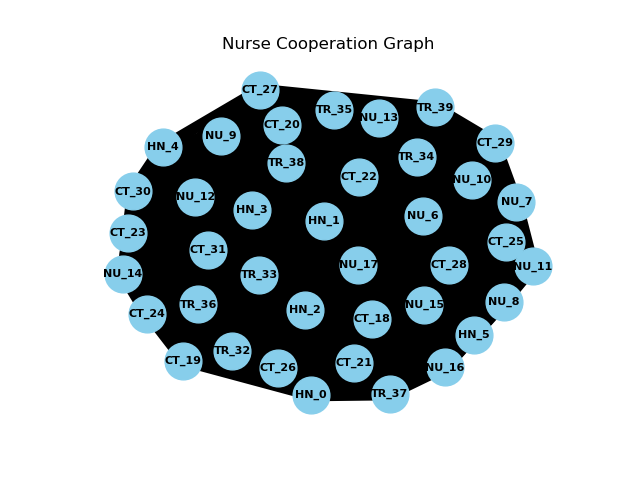 Nurse Cooperation Graph
CT_27
TR_39
TR_35
NU_13
CT_20
NU_9
CT_29
HN_4
TR_34
TR_38
CT_22
NU_10
CT_30
NU_12
NU_7
HN_3
NU_6
HN_1
CT_23
CT_25
CT_31
NU_17
CT_28
NU_11
NU_14
TR_33
NU_8
TR_36
NU_15
HN_2
CT_24
CT_18
HN_5
TR_32
CT_19
CT_21
CT_26
NU_16
TR_37
HN_0